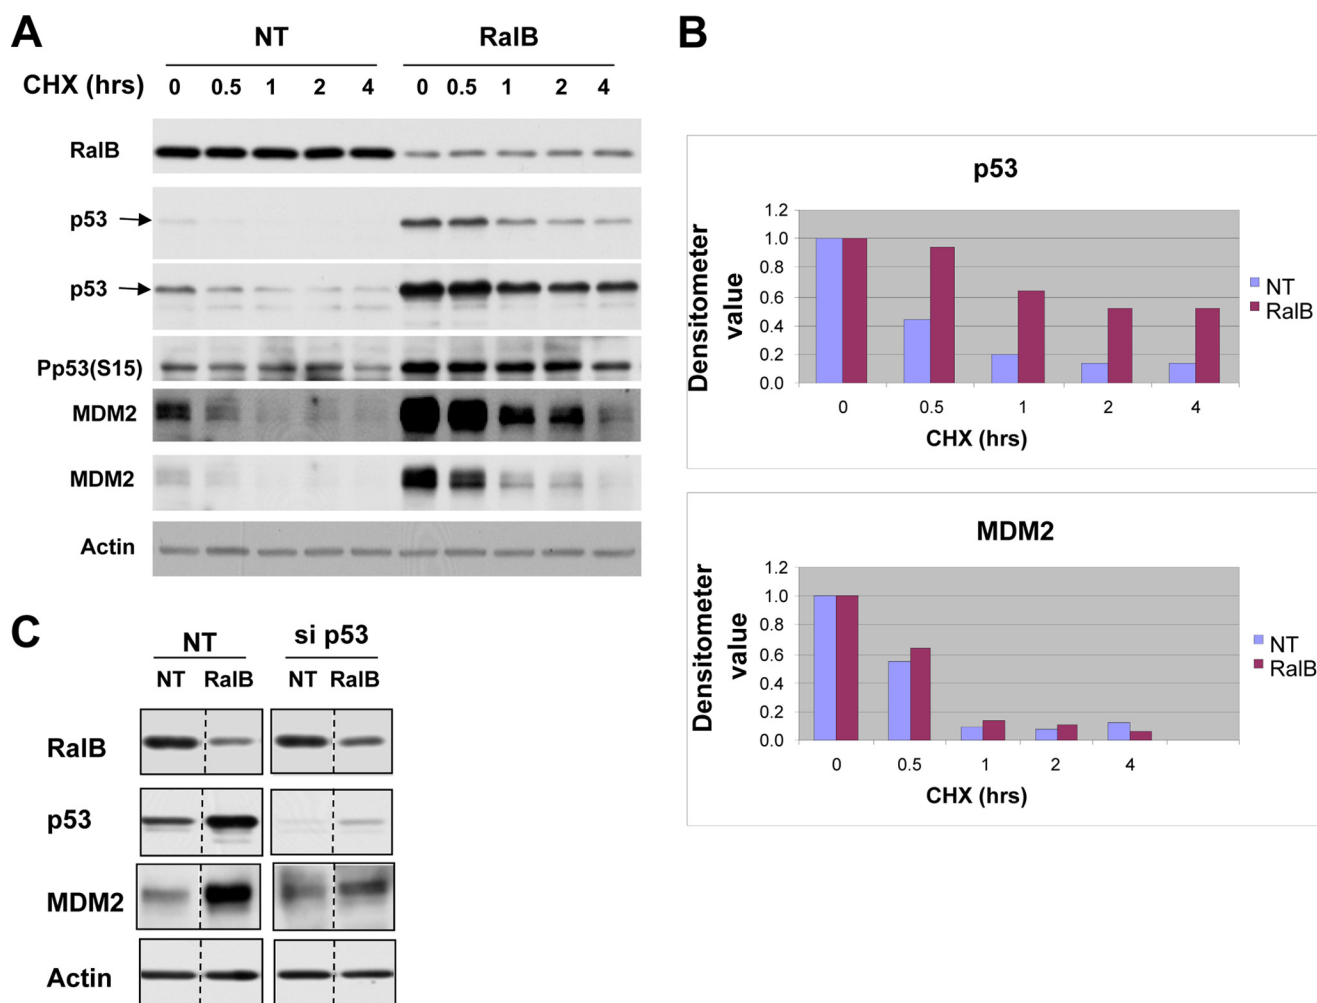 A
NT RalB
CHX (hrs) 0 0.5 1 2 4 0 0.5 1 2 4
RalB
p53
p53
Pp53(S15)
MDM2
MDM2
Actin
B
p53
Densitometer
value
1.2
1.0
0.8
0.6
0.4
0.2
0.0
0 0.5 1 2 4
CHX (hrs)
NT
RalB
MDM2
Densitometer
value
1.2
1.0
0.8
0.6
0.4
0.2
0.0
0 0.5 1 2 4
CHX (hrs)
NT
RalB
C
NT si p53
NT RalB NT RalB
RalB
p53
MDM2
Actin